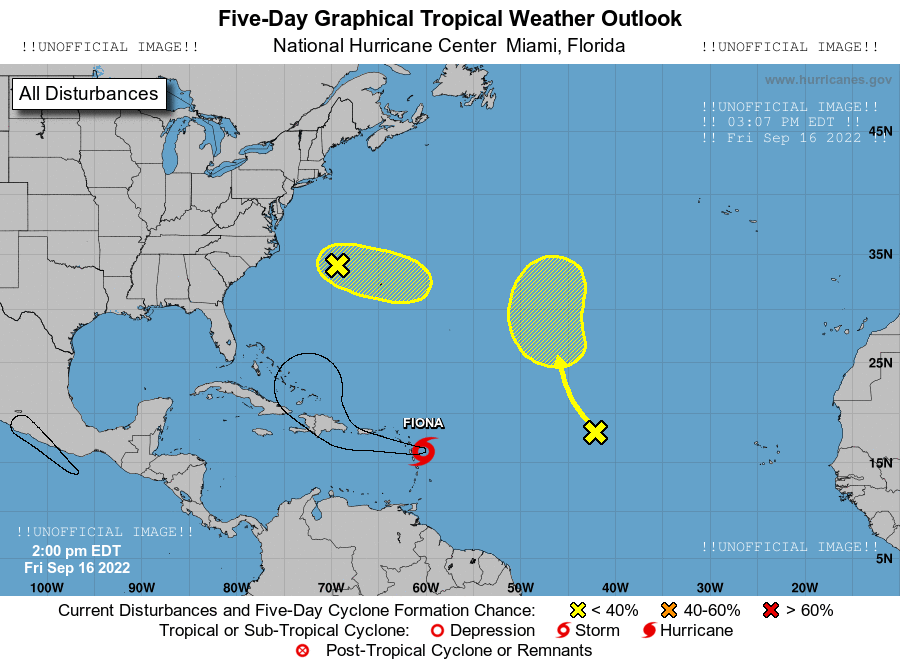 Five-Day Graphical Tropical Weather Outlook
!!UNOFFICIAL IMAGE!! National Hurricane Center Miami, Florida !!UNOFFICIAL IMAGE!!
www.hurricanes.gov
All Disturbances
!!UNOFFICIAL IMAGE!!
!! 03:07 PM EDT !!
!! Fri Sep 16 2022 !!
45N
35N
25N
FIONA
15N
!!UNOFFICIAL IMAGE!!
2:00 pm EDT
Fri Sep 16 2022
!!UNOFFICIAL IMAGE!!
5N
100W 90W 80W 70W 60W 50W 40W 30W 20W
Current Disturbances and Five-Day Cyclone Formation Chance: < 40% 40-60% > 60%
Tropical or Sub-Tropical Cyclone: Depression Storm Hurricane
Post-Tropical Cyclone or Remnants